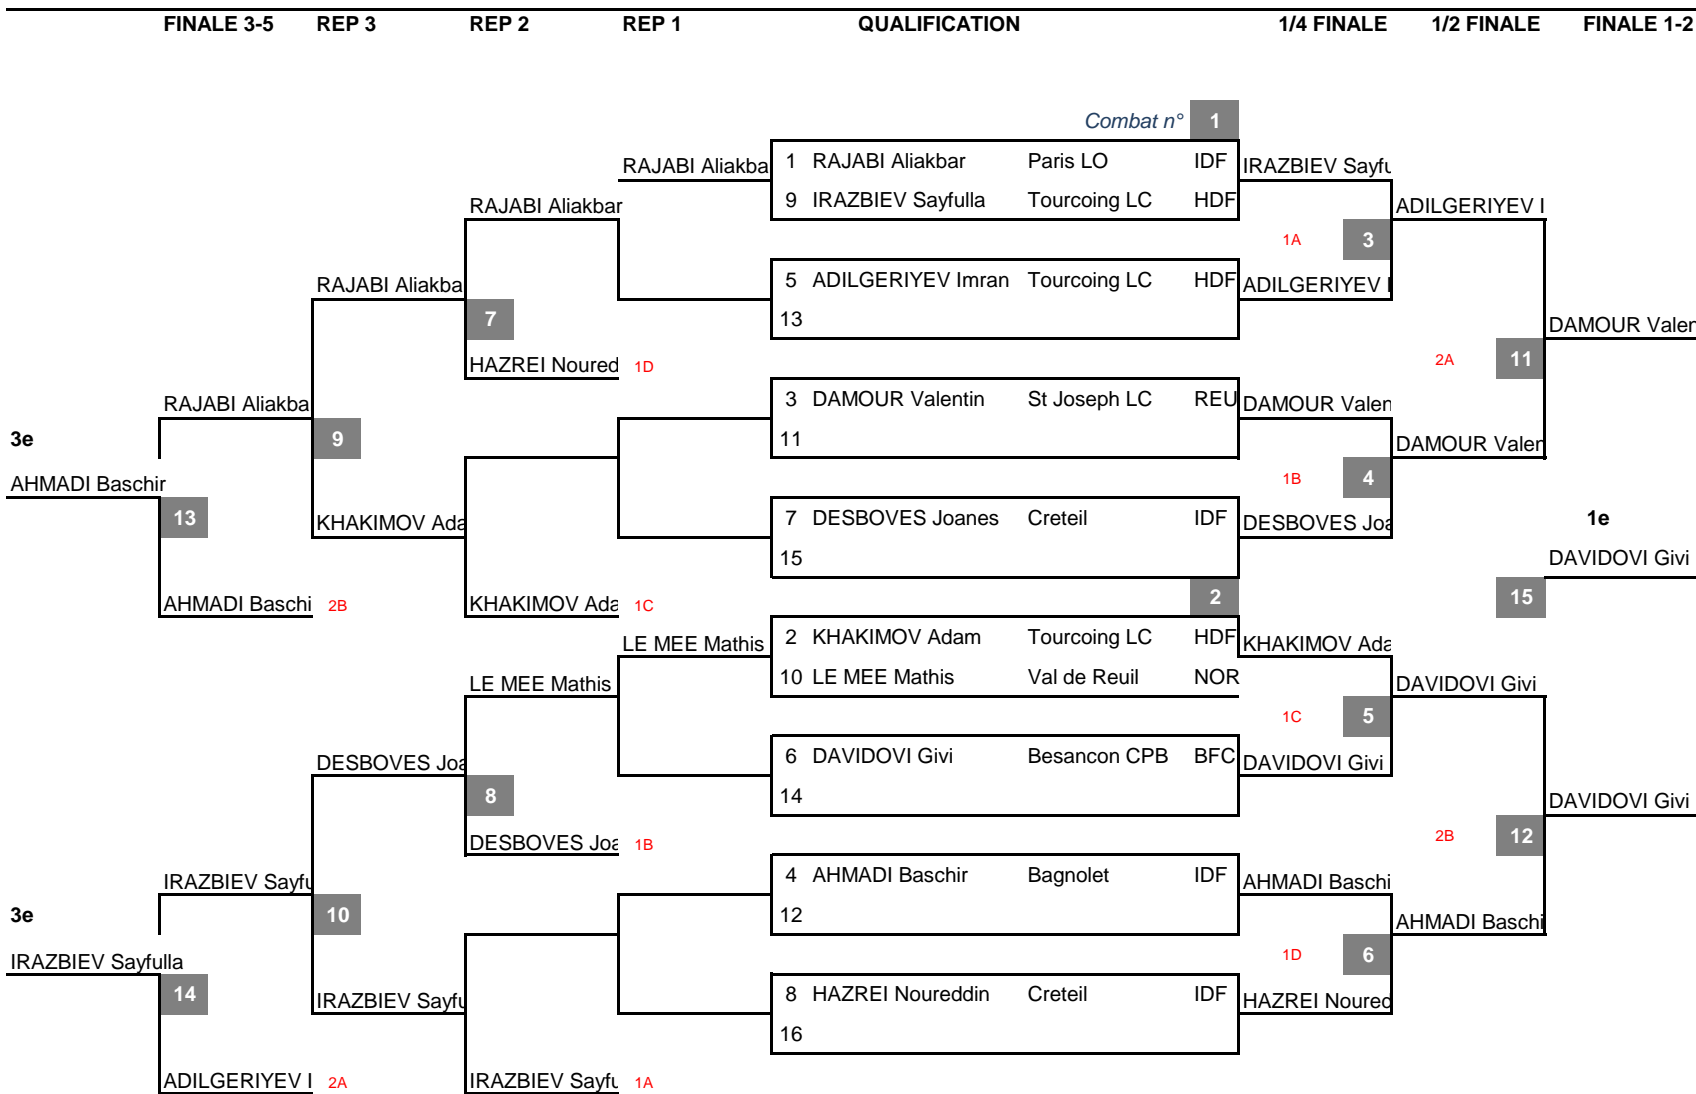 FINALE 3-5 REP 3 REP 2 REP 1 QUALIFICATION 1/4 FINALE 1/2 FINALE FINALE 1-2
Combat n° 1
RAJABI Aliakba 1 RAJABI Aliakbar Paris LO IDF IRAZBIEV Sayfu
RAJABI Aliakbar 9 IRAZBIEV Sayfulla Tourcoing LC HDF ADILGERIYEV I
1A 3
RAJABI Aliakba 5 ADILGERIYEV Imran Tourcoing LC HDF ADILGERIYEV I
7 13 DAMOUR Valen
HAZREI Noured 1D 2A 11
RAJABI Aliakba 3 DAMOUR Valentin St Joseph LC REU DAMOUR Valen
3e 9 11 DAMOUR Valen
AHMADI Baschir 1B 4
13 KHAKIMOV Ada 7 DESBOVES Joanes Creteil IDF DESBOVES Joa 1e
15 DAVIDOVI Givi
AHMADI Baschi 2B KHAKIMOV Ada 1C 2 15
LE MEE Mathis 2 KHAKIMOV Adam Tourcoing LC HDF KHAKIMOV Ada
LE MEE Mathis 10 LE MEE Mathis Val de Reuil NOR DAVIDOVI Givi
1C 5
DESBOVES Joa 6 DAVIDOVI Givi Besancon CPB BFC DAVIDOVI Givi
8 14 DAVIDOVI Givi
DESBOVES Joa 1B 2B 12
IRAZBIEV Sayfu 4 AHMADI Baschir Bagnolet IDF AHMADI Baschi
3e 10 12 AHMADI Baschi
IRAZBIEV Sayfulla 1D 6
14 IRAZBIEV Sayfu 8 HAZREI Noureddin Creteil IDF HAZREI Noured
16
ADILGERIYEV I 2A IRAZBIEV Sayfu 1A